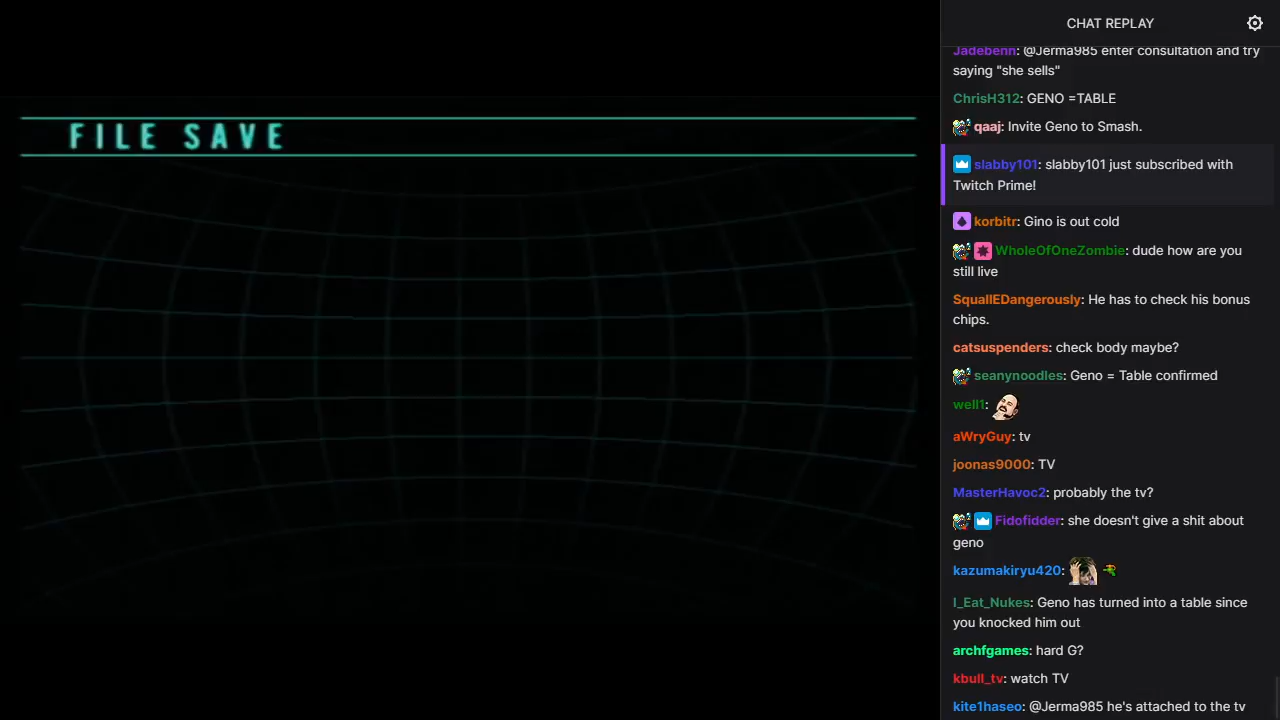 FILE SAVE
CHAT REPLAY
Jadebenn: @Jerma985 enter consultation and try
saying "she sells"
ChrisH312: GENO =TABLE
qaaj: Invite Geno to Smash.
slabby101: slabby101 just subscribed with
Twitch Prime!
korbitr: Gino is out cold
WholeOfOneZombie: dude how are you
still live
SquallEDangerously: He has to check his bonus
chips.
catsuspenders: check body maybe?
seanynoodles: Geno = Table confirmed
well1:
aWryGuy: tv
joonas9000: TV
MasterHavoc2: probably the tv?
Fidofidder: she doesn't give a shit about
geno
kazumakiryu420:
I_Eat_Nukes: Geno has turned into a table since
you knocked him out
archfgames: hard G?
kbull_tv: watch TV
kite1haseo: @Jerma985 he's attached to the tv